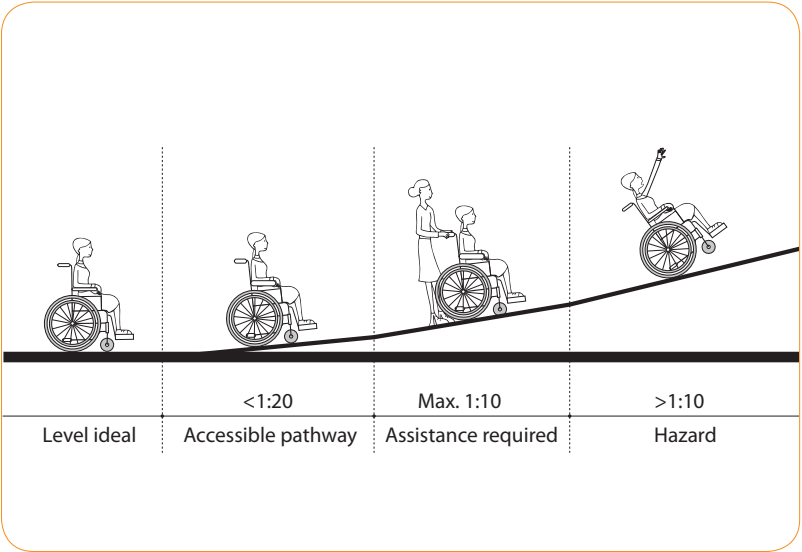 <1:20
Max. 1:10
>1:10
Level ideal
Accessible pathway
Assistance required
Hazard